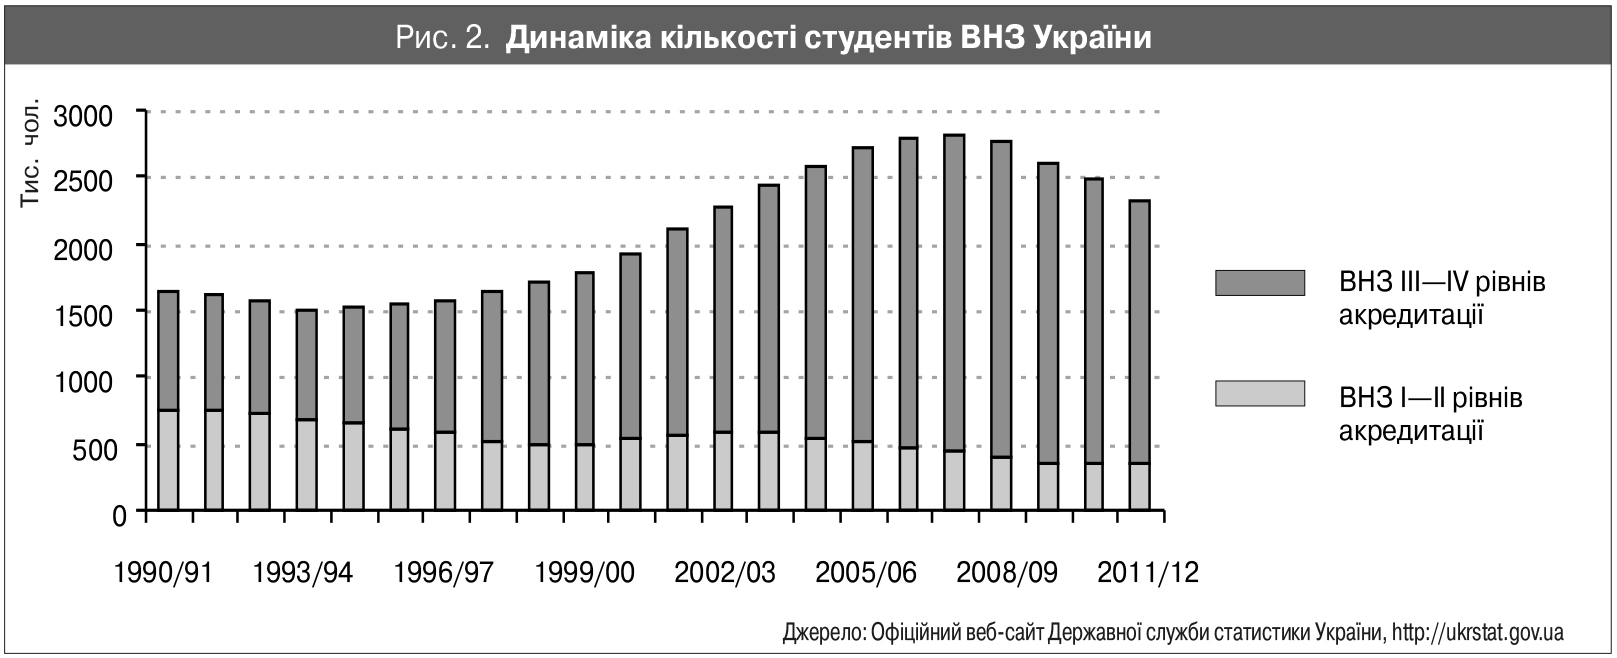 Рис. 2. Динаміка кількості студентів ВНЗ України
Тис. чол.
3000
2500
2000
1500
1000
500
0
1990/91 1993/94 1996/97 1999/00 2002/03 2005/06 2008/09 2011/12
ВНЗ III—IV рівнів
акредитації
ВНЗ I—II рівнів
акредитації
Джерело: Офіційний веб-сайт Державної служби статистики України, http://ukrstat.gov.ua